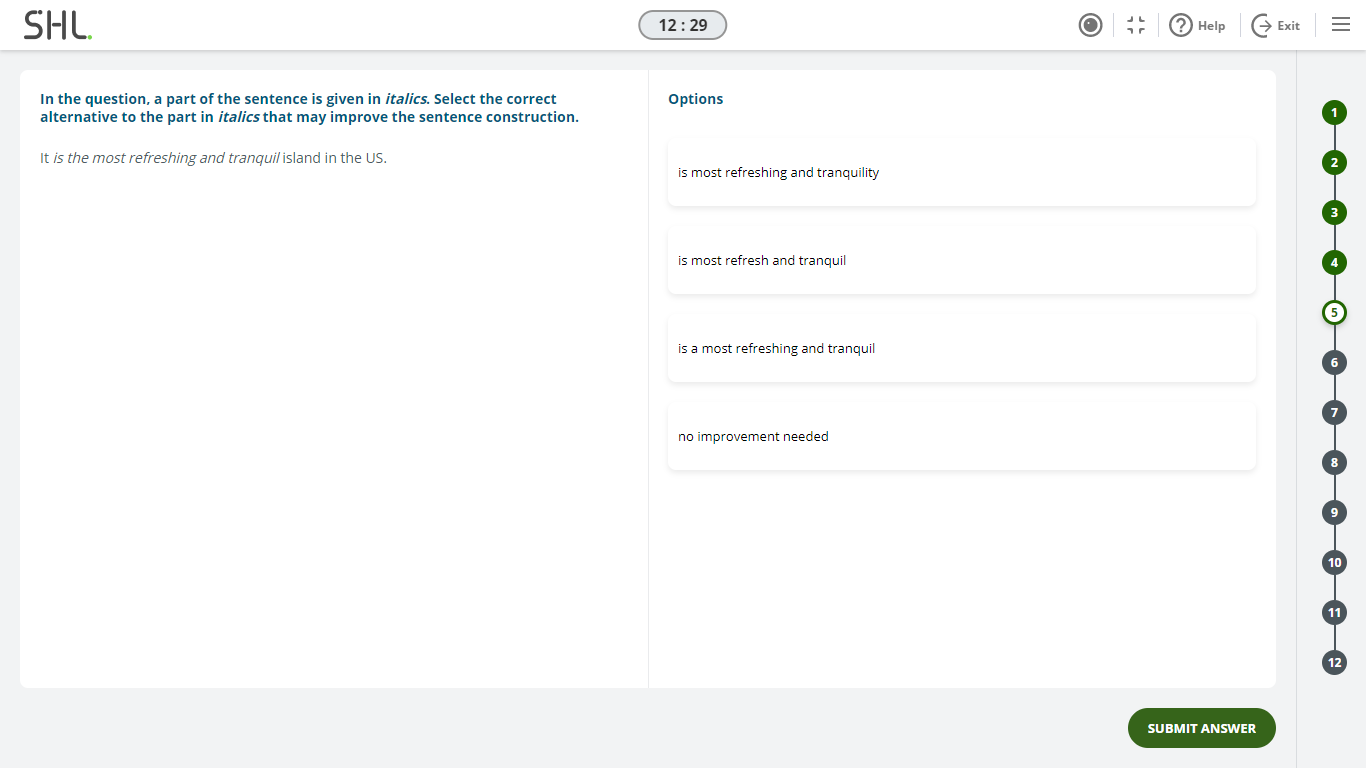 SHL.
12 : 29
Help
Exit
In the question, a part of the sentence is given in italics. Select the correct
alternative to the part in italics that may improve the sentence construction.
It is the most refreshing and tranquil island in the US.
Options
is most refreshing and tranquility
is most refresh and tranquil
is a most refreshing and tranquil
no improvement needed
1
2
3
4
5
6
7
8
9
10
11
12
SUBMIT ANSWER